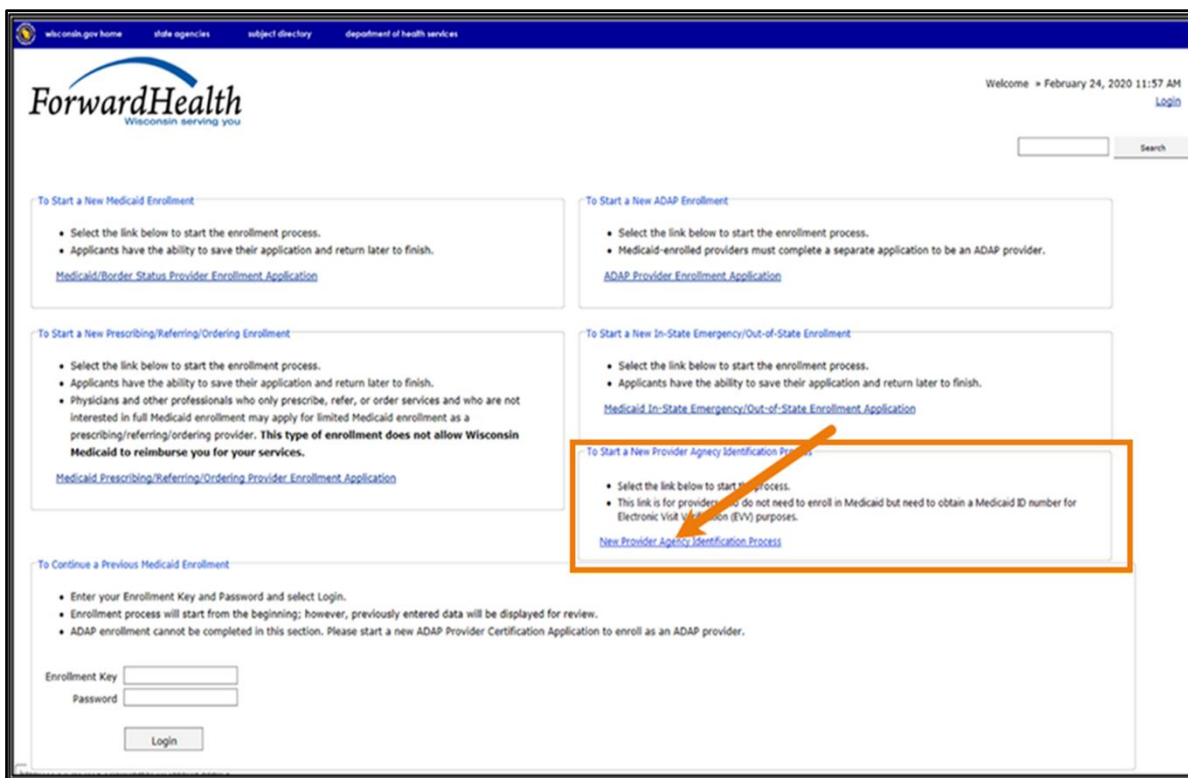 wisconsin.gov home state agencies subject directory department of health services
ForwardHealth
Wisconsin serving you
Welcome » February 24, 2020 11:57 AM
Login
Search
To Start a New Medicaid Enrollment
• Select the link below to start the enrollment process.
• Applicants have the ability to save their application and return later to finish.
Medicaid/Border Status Provider Enrollment Application
To Start a New ADAP Enrollment
• Select the link below to start the enrollment process.
• Medicaid-enrolled providers must complete a separate application to be an ADAP provider.
ADAP Provider Enrollment Application
To Start a New Prescribing/Referring/Ordering Enrollment
• Select the link below to start the enrollment process.
• Applicants have the ability to save their application and return later to finish.
• Physicians and other professionals who only prescribe, refer, or order services and who are not
interested in full Medicaid enrollment may apply for limited Medicaid enrollment as a
prescribing/referring/ordering provider. This type of enrollment does not allow Wisconsin
Medicaid to reimburse you for your services.
Medicaid Prescribing/Referring/Ordering Provider Enrollment Application
To Start a New In-State Emergency/Out-of-State Enrollment
• Select the link below to start the enrollment process.
• Applicants have the ability to save their application and return later to finish.
Medicaid In-State Emergency/Out-of-State Enrollment Application
To Start a New Provider Agnecy Identification Process
• Select the link below to start the process.
• This link is for providers who do not need to enroll in Medicaid but need to obtain a Medicaid ID number for
Electronic Visit Verification (EVV) purposes.
New Provider Agency Identification Process
To Continue a Previous Medicaid Enrollment
• Enter your Enrollment Key and Password and select Login.
• Enrollment process will start from the beginning; however, previously entered data will be displayed for review.
• ADAP enrollment cannot be completed in this section. Please start a new ADAP Provider Certification Application to enroll as an ADAP provider.
Enrollment Key
Password
Login